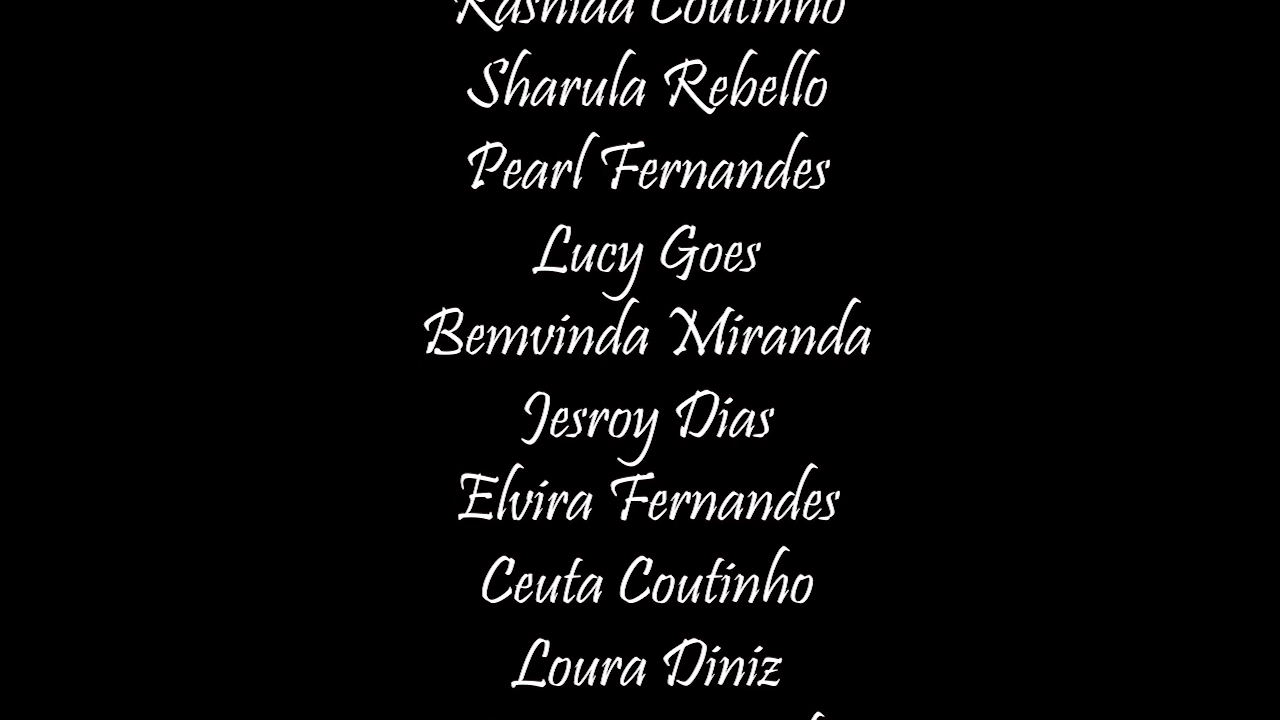 Rashida Coutinho
Sharula Rebello
Pearl Fernandes
Lucy Goes
Bemvinda Miranda
Jesroy Dias
Elvira Fernandes
Ceuta Coutinho
Loura Diniz